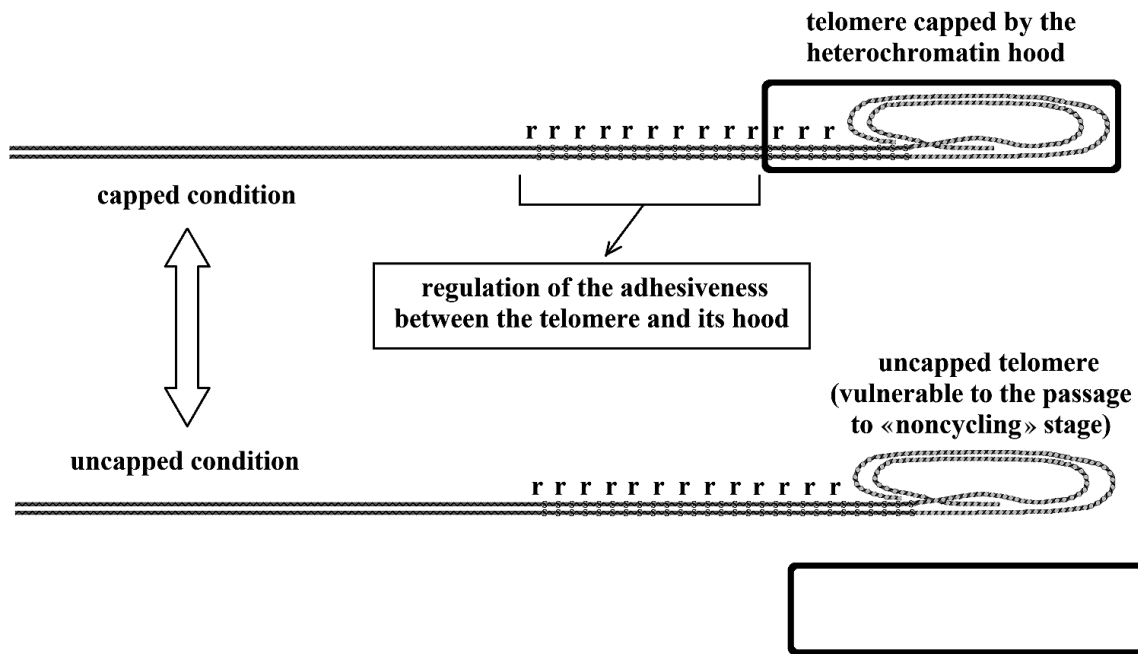 telomere capped by the
heterochromatin hood
r r r r r r r r r r r r r
capped condition
regulation of the adhesiveness
between the telomere and its hood
uncapped telomere
(vulnerable to the passage
to «noncycling» stage)
uncapped condition
r r r r r r r r r r r r r